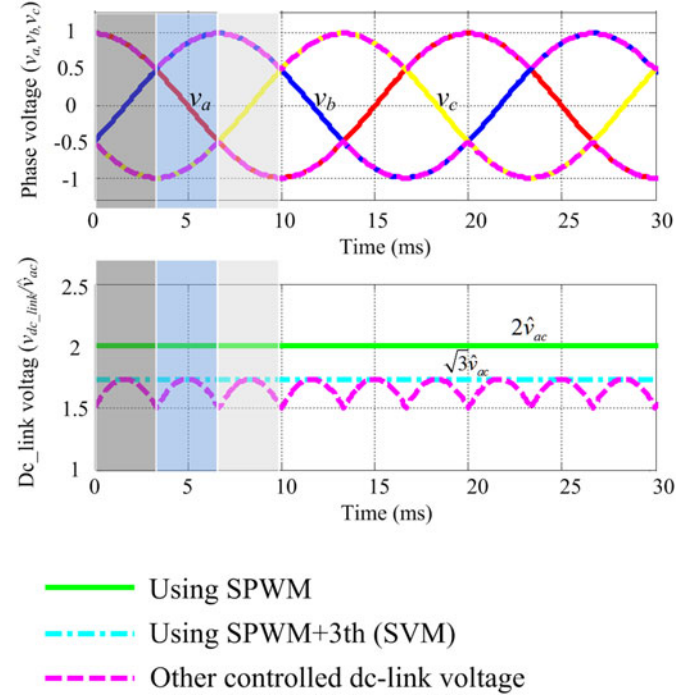 Phase voltage (v_a,v_b,v_c)
1
0.5
0
-0.5
-1
v_a
v_b
v_c
0 5 10 15 20 25 30
Time (ms)
Dc_link voltag (v_dc_link/v̂_ac)
2.5
2
1.5
1
2v̂_ac
√3v̂_ac
0 5 10 15 20 25 30
Time (ms)
Using SPWM
Using SPWM+3th (SVM)
Other controlled dc-link voltage